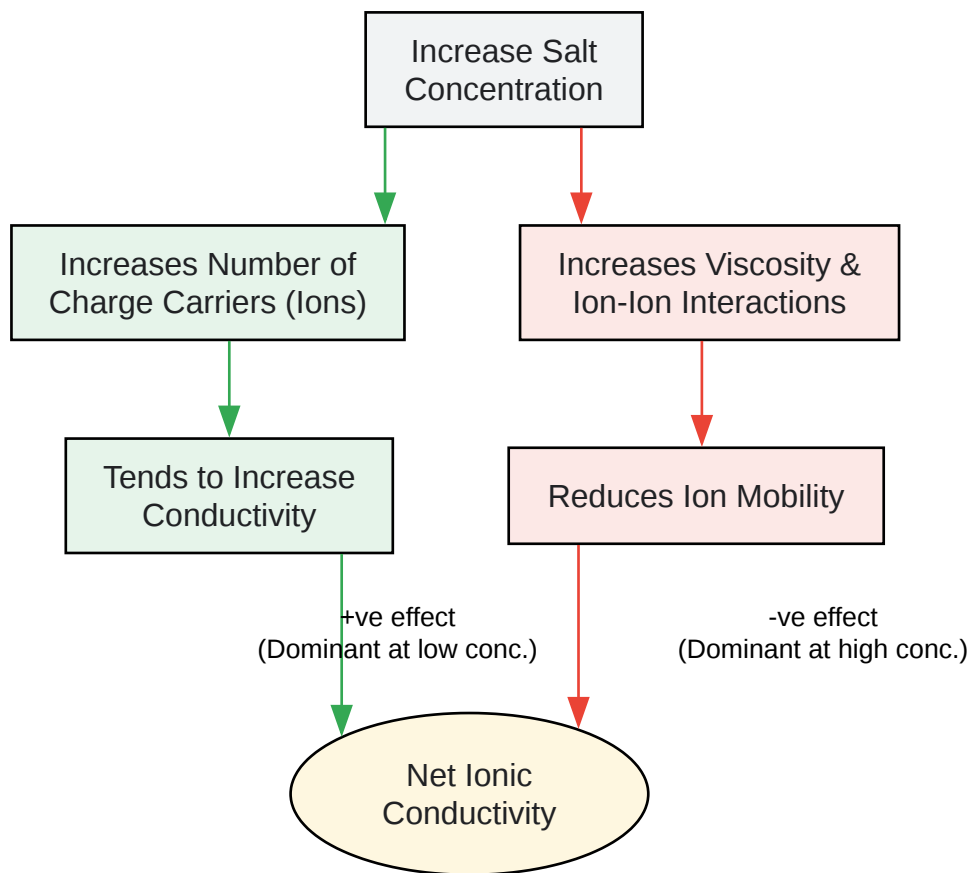 Increase Salt
Concentration
Increases Number of
Charge Carriers (Ions)
Increases Viscosity &
Ion-Ion Interactions
Tends to Increase
Conductivity
Reduces Ion Mobility
+ve effect
(Dominant at low conc.)
-ve effect
(Dominant at high conc.)
Net Ionic
Conductivity